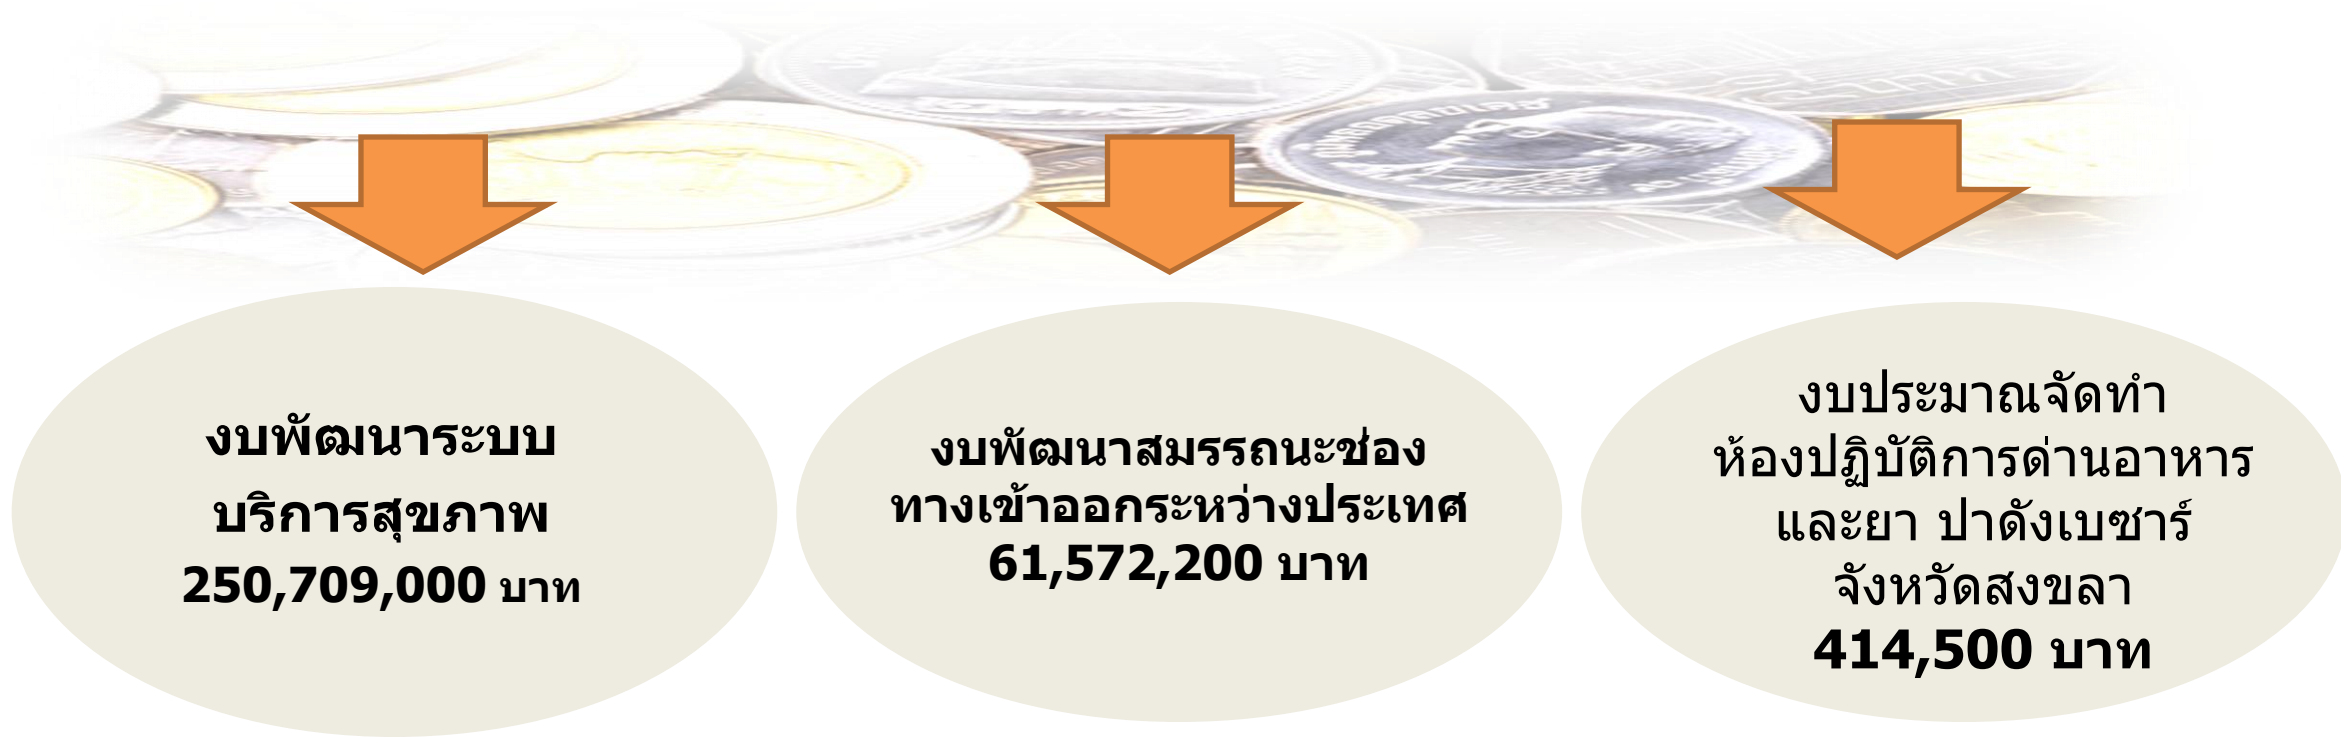 งบพัฒนาระบบ
บริการสุขภาพ
250,709,000 บาท
งบพัฒนาสมรรถนะช่อง
ทางเข้าออกระหว่างประเทศ
61,572,200 บาท
งบประมาณจัดทำ
ห้องปฏิบัติการด่านอาหาร
และยา ปาดังเบซาร์
จังหวัดสงขลา
414,500 บาท